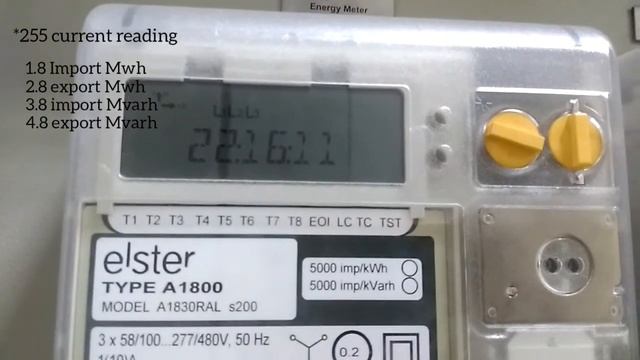 Energy Meter
*255 current reading
1.8 Import Mwh
2.8 export Mwh
3.8 import Mvarh
4.8 export Mvarh
L1 L2 L3
22:16:11
T1 T2 T3 T4 T5 T6 T7 T8 EOI LC TC TST
elster
TYPE A1800
MODEL A1830RAL s200
5000 imp/kWh
5000 imp/kVarh
3 x 58/100...277/480V, 50 Hz
0.2